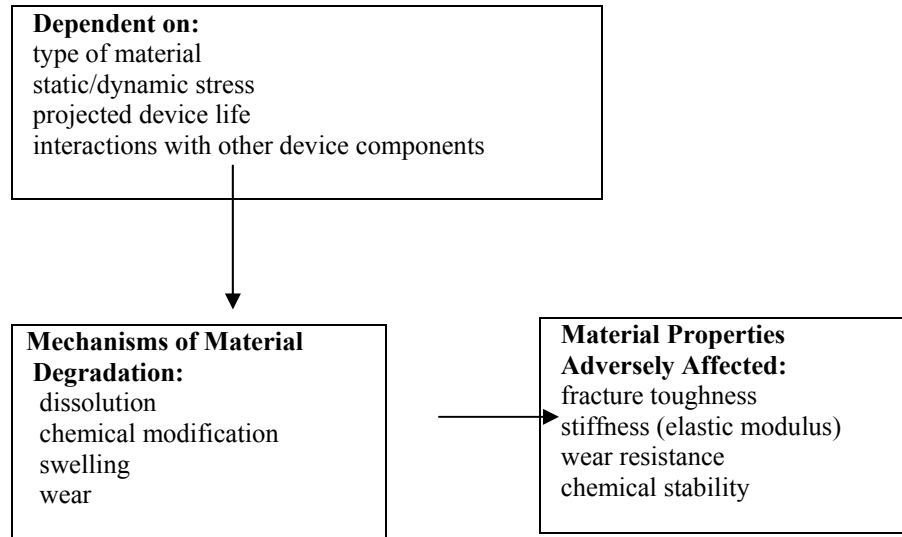 Dependent on:
type of material
static/dynamic stress
projected device life
interactions with other device components
Mechanisms of Material
Degradation:
dissolution
chemical modification
swelling
wear
Material Properties
Adversely Affected:
fracture toughness
stiffness (elastic modulus)
wear resistance
chemical stability